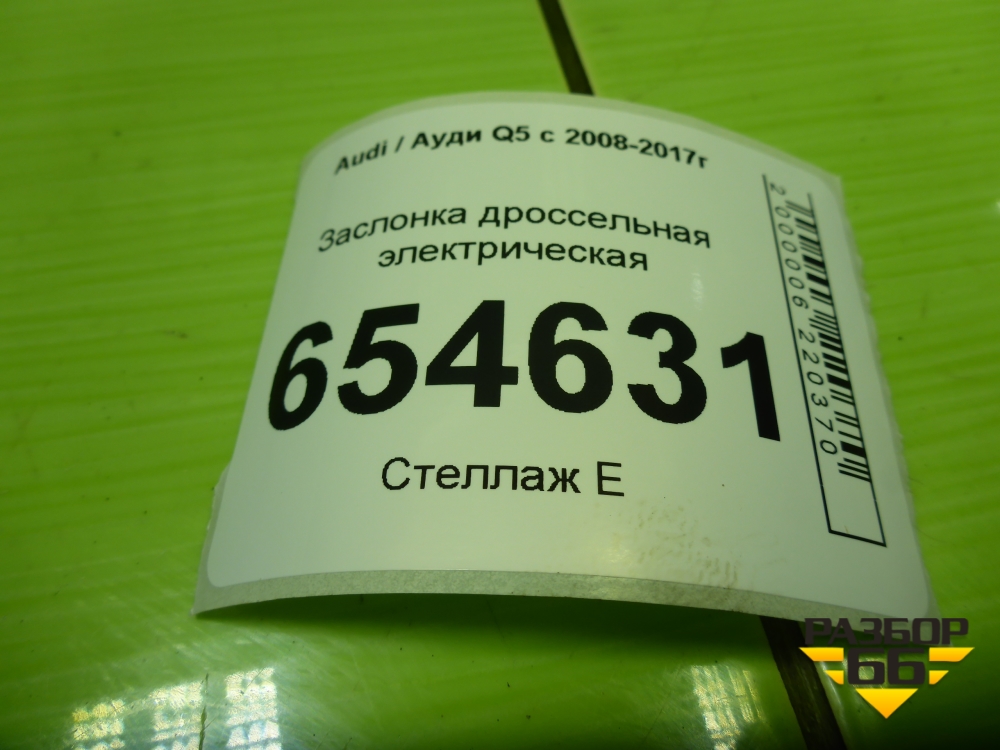 Audi / Ауди Q5 с 2008-2017г
Заслонка дроссельная
электрическая
654631
Стеллаж Е
2000006220370
РАЗБОР
66